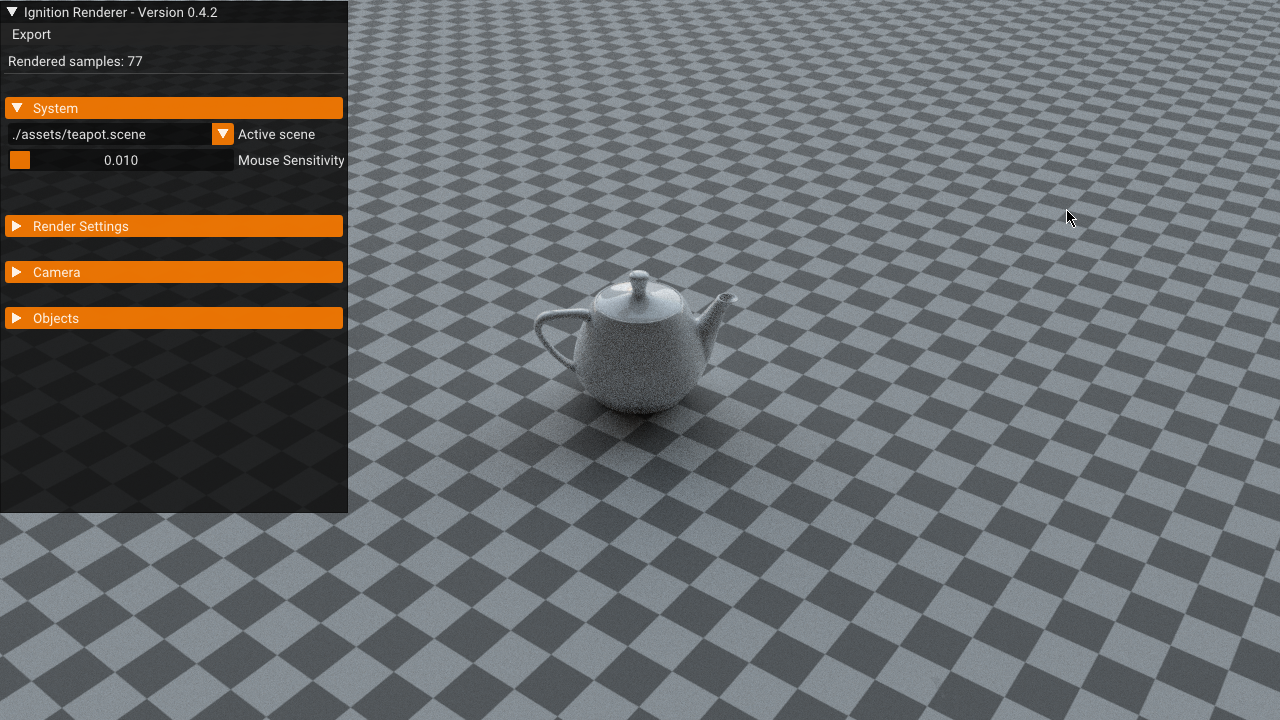 Ignition Renderer - Version 0.4.2
Export
Rendered samples: 77
System
./assets/teapot.scene Active scene
0.010 Mouse Sensitivity
Render Settings
Camera
Objects